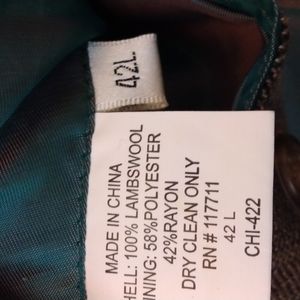 42L
MADE IN CHINA
SHELL: 100% LAMBSWOOL
LINING: 58%POLYESTER
42%RAYON
DRY CLEAN ONLY
RN # 117711
42 L
CHI-422